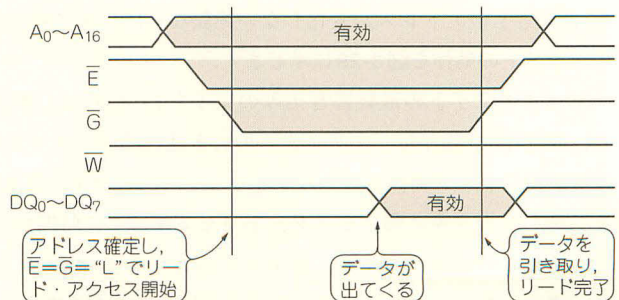 A₀～A₁₆
有効
E̅
G̅
W̅
DQ₀～DQ₇
有効
アドレス確定し,
E̅=G̅="L"でリー
ド・アクセス開始
データが
出てくる
データを
引き取り,
リード完了